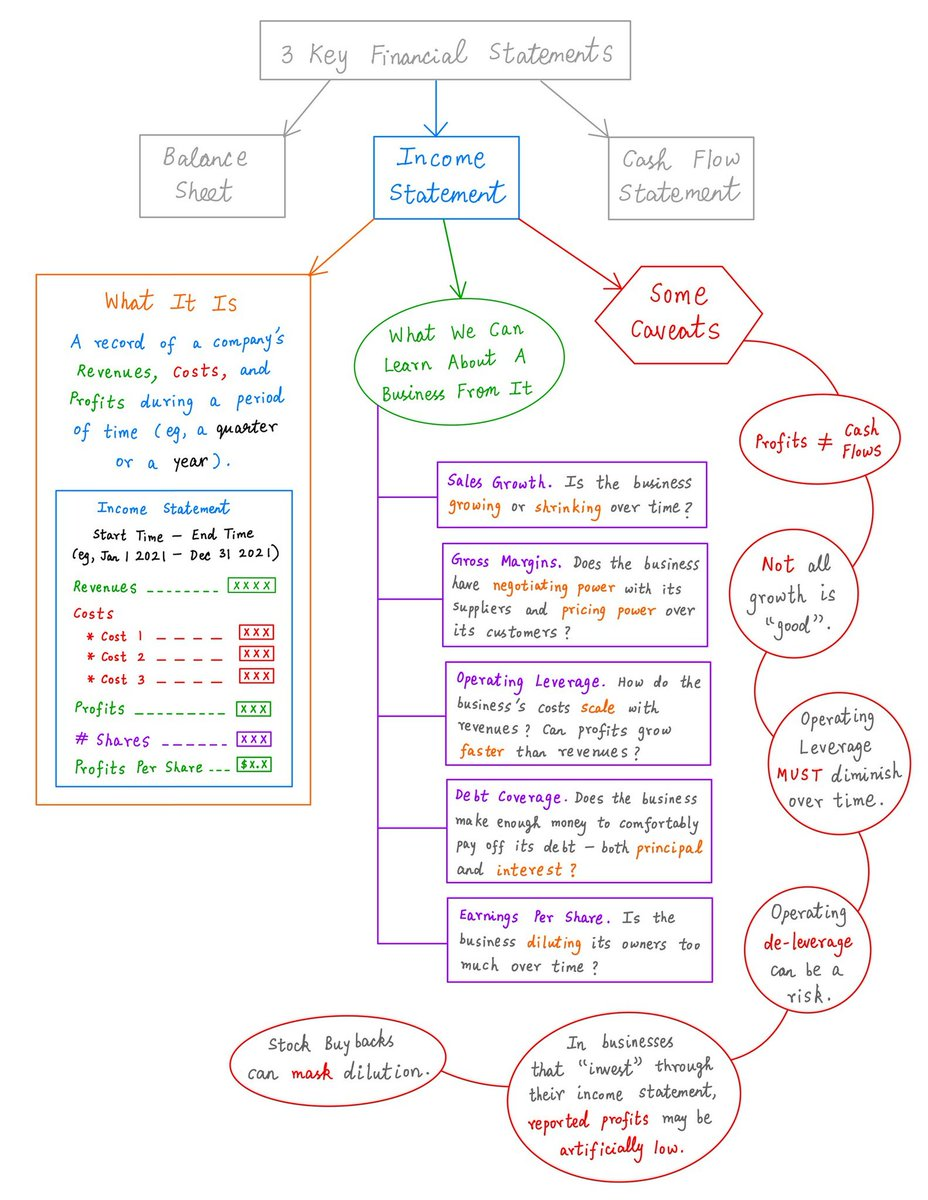 3 Key Financial Statements
Balance
Sheet
Income
Statement
Cash Flow
Statement
What It Is
A record of a company's
Revenues, Costs, and
Profits during a period
of time (eg, a quarter
or a year).
Income Statement
Start Time – End Time
(eg, Jan 1 2021 – Dec 31 2021)
Revenues -------- XXXX
Costs
* Cost 1 ---- XXX
* Cost 2 ---- XXX
* Cost 3 ---- XXX
Profits --------- XXX
# Shares ------- XXX
Profits Per Share --- $X.X
What We Can
Learn About A
Business From It
Sales Growth. Is the business
growing or shrinking over time?
Gross Margins. Does the business
have negotiating power with its
suppliers and pricing power over
its customers?
Operating Leverage. How do the
business's costs scale with
revenues? Can profits grow
faster than revenues?
Debt Coverage. Does the business
make enough money to comfortably
pay off its debt – both principal
and interest?
Earnings Per Share. Is the
business diluting its owners too
much over time?
Some
Caveats
Profits ≠ Cash
Flows
Not all
growth is
"good".
Operating
Leverage
MUST diminish
over time.
Operating
de-leverage
can be a
risk.
In businesses
that "invest" through
their income statement,
reported profits may be
artificially low.
Stock Buybacks
can mask dilution.